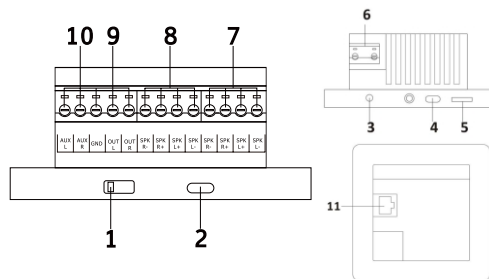 10 9 8 7
AUX L AUX R GND OUT L OUT R SPK R- SPK R+ SPK L+ SPK L- SPK R- SPK R+ SPK L+ SPK L-
1 2
6
3 4 5
11